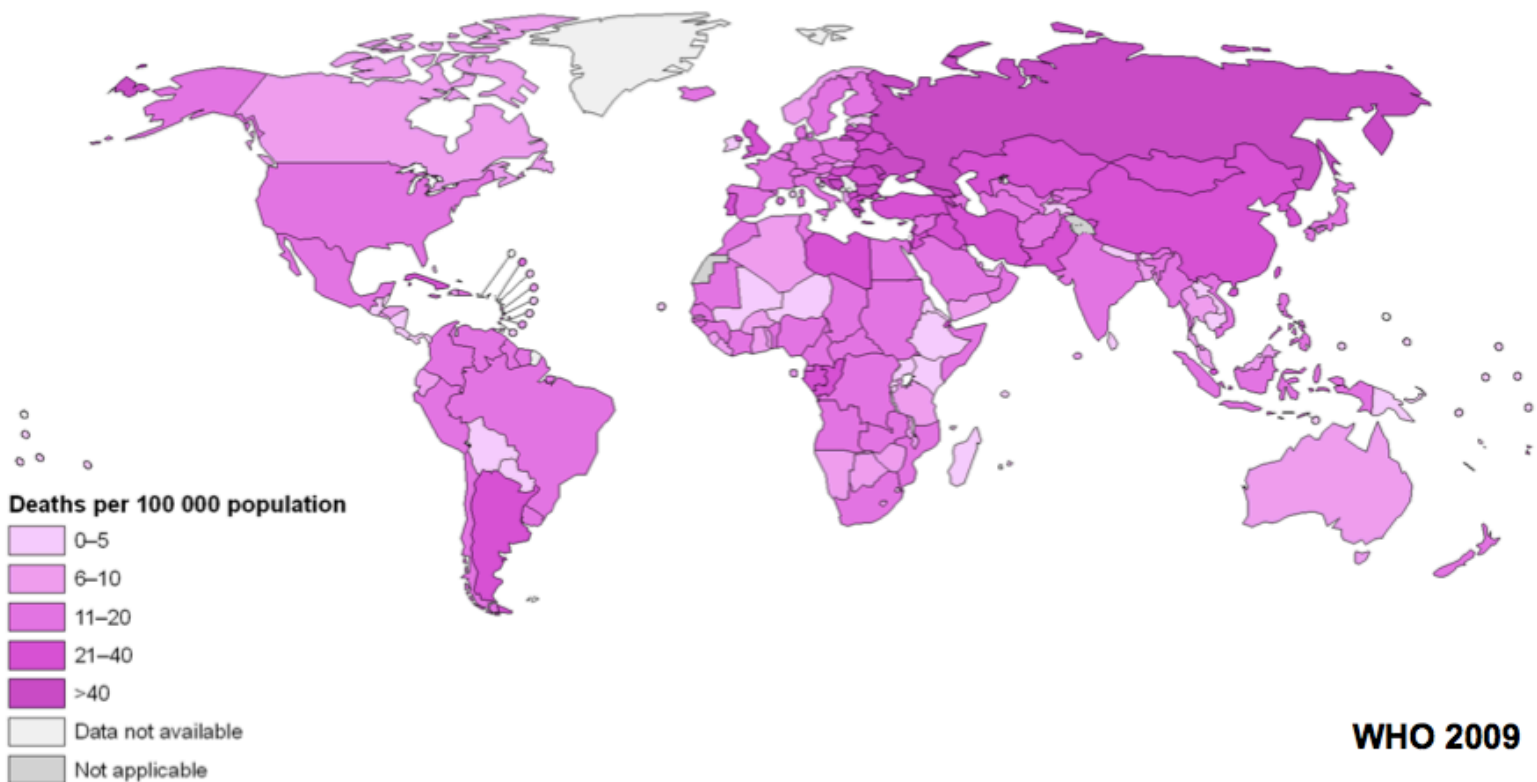 Deaths per 100 000 population
0–5
6–10
11–20
21–40
>40
Data not available
Not applicable
WHO 2009